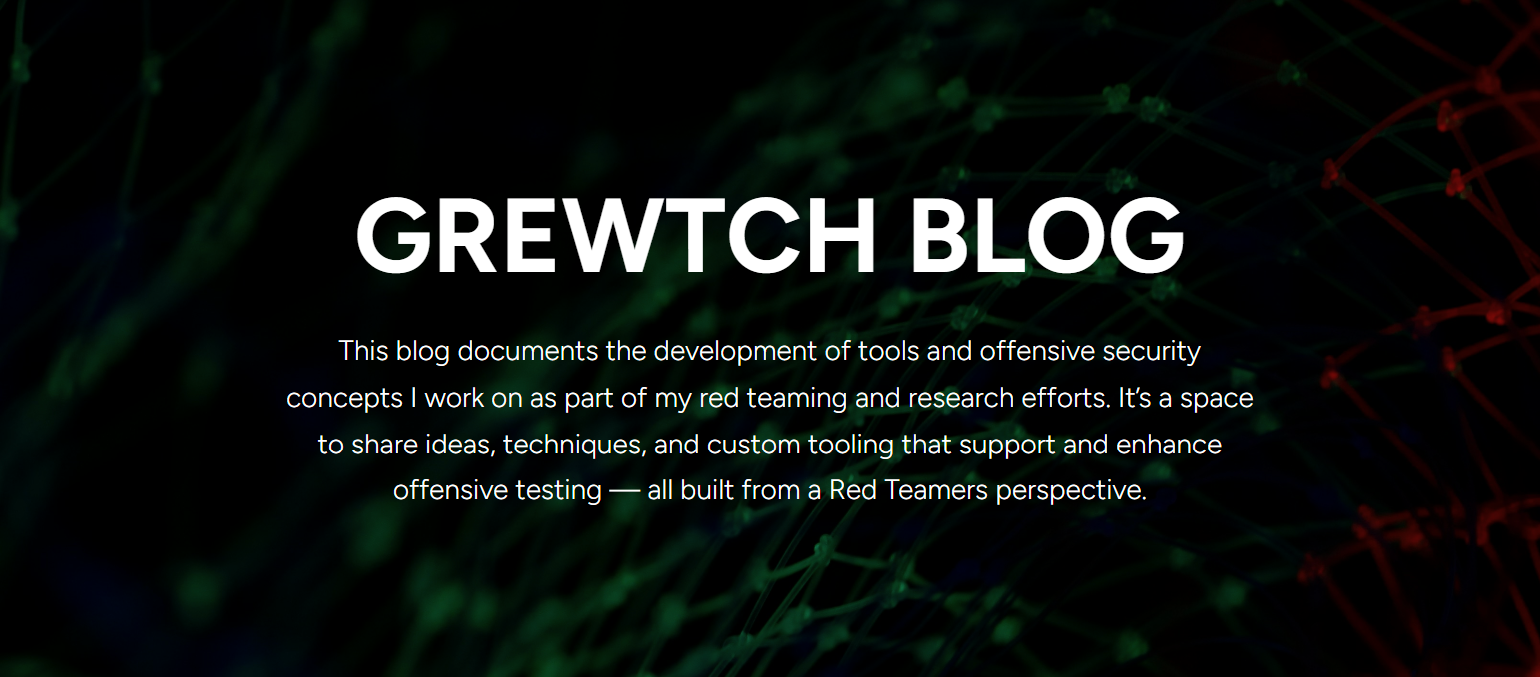 GREWTCH BLOG
This blog documents the development of tools and offensive security
concepts I work on as part of my red teaming and research efforts. It’s a space
to share ideas, techniques, and custom tooling that support and enhance
offensive testing — all built from a Red Teamers perspective.